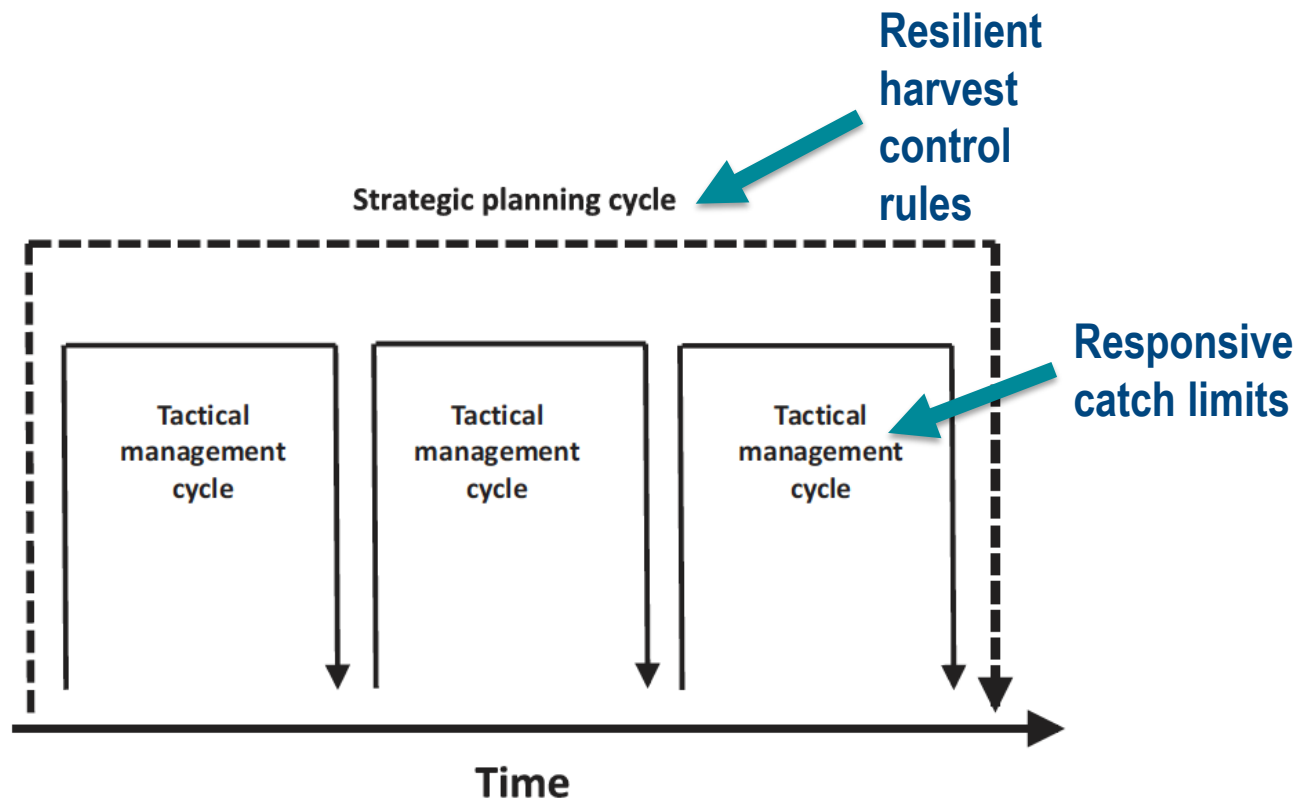 Resilient
harvest
control
rules
Strategic planning cycle
Responsive
catch limits
Tactical
management
cycle
Tactical
management
cycle
Tactical
management
cycle
Time